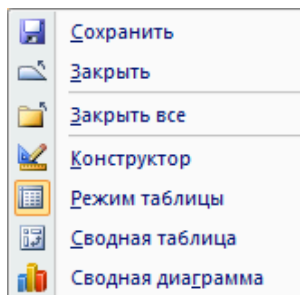 Сохранить
Закрыть
Закрыть все
Конструктор
Режим таблицы
Сводная таблица
Сводная диаграмма